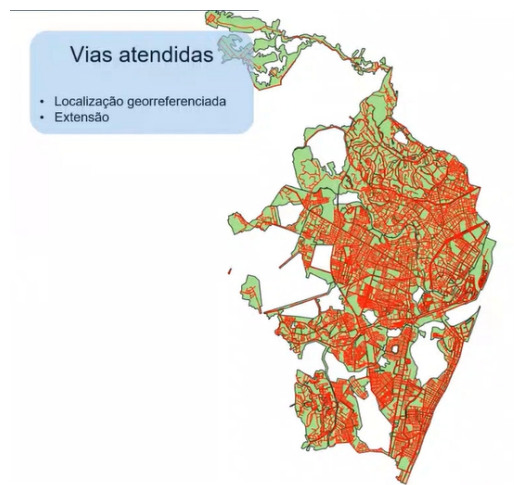 Vias atendidas
• Localização georreferenciada
• Extensão